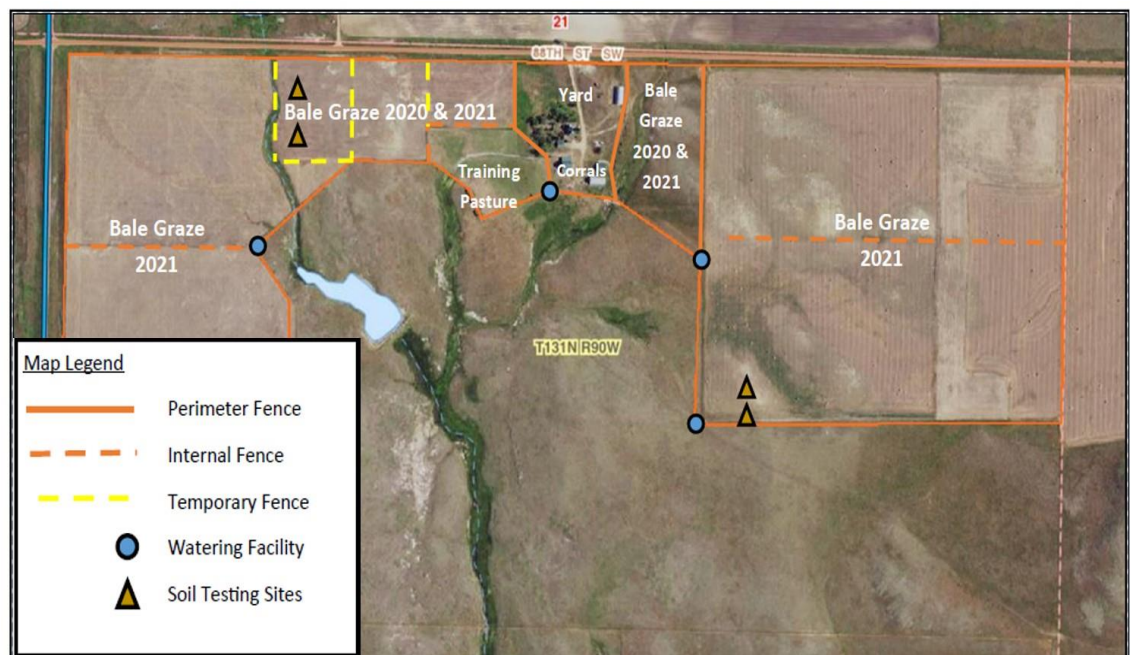 21
88TH ST SW
Yard
Bale
Graze
2020 &
2021
Bale Graze 2020 & 2021
Training
Pasture
Corrals
Bale Graze
2021
Bale Graze
2021
T131N R90W
Map Legend
Perimeter Fence
Internal Fence
Temporary Fence
Watering Facility
Soil Testing Sites